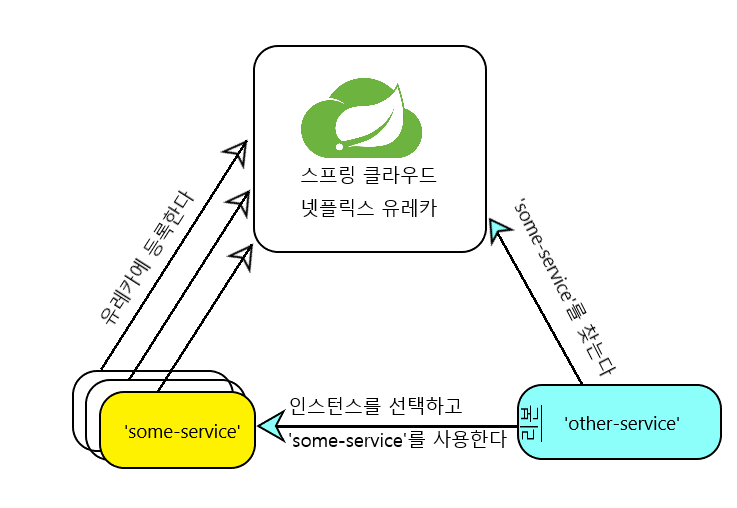 스프링 클라우드
넷플릭스 유레카
유레카에 등록한다
'some-service'를 찾는다
인스턴스를 선택하고
'some-service'를 사용한다
'some-service'
리본
'other-service'